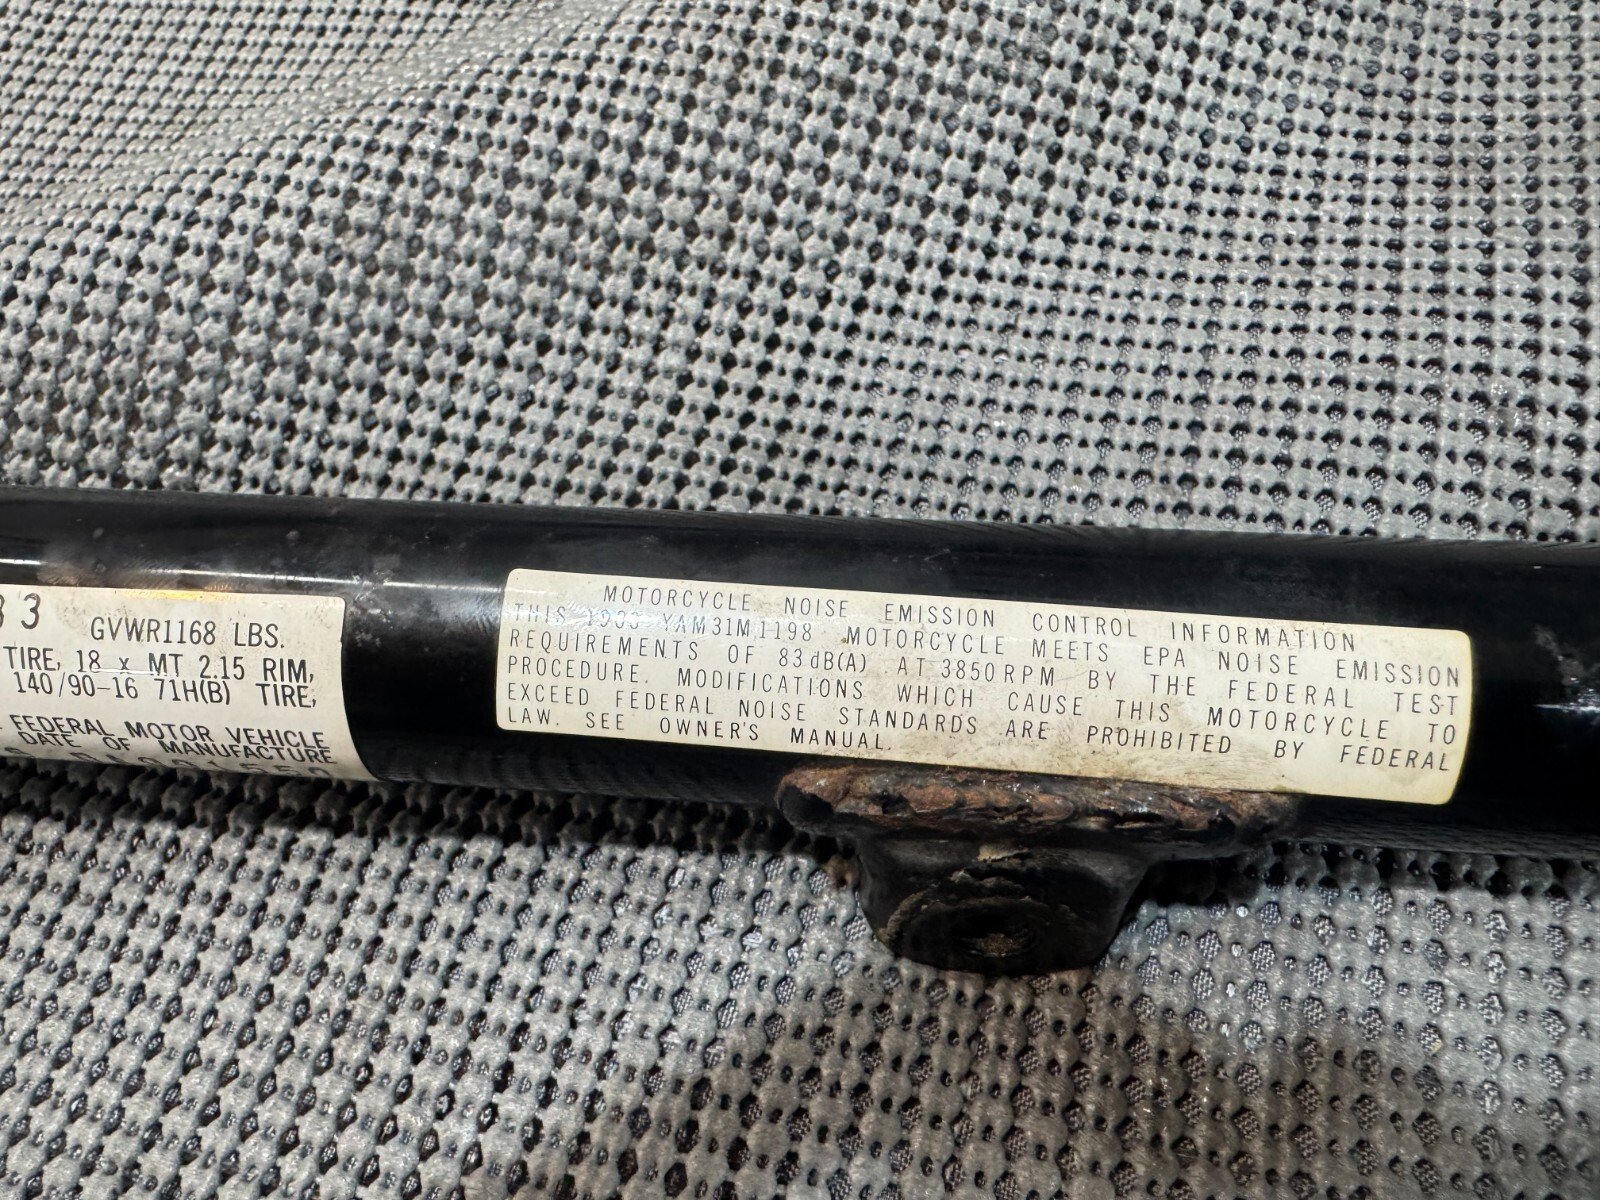 83
GVWR1168 LBS.
TIRE, 18 x MT 2.15 RIM,
140/90-16 71H(B) TIRE,
FEDERAL MOTOR VEHICLE
DATE OF MANUFACTURE
MOTORCYCLE NOISE EMISSION CONTROL INFORMATION
THIS YAM31M1198 MOTORCYCLE MEETS EPA NOISE EMISSION
REQUIREMENTS OF 83dB(A) AT 3850RPM BY THE FEDERAL TEST
PROCEDURE. MODIFICATIONS WHICH CAUSE THIS MOTORCYCLE TO
EXCEED FEDERAL NOISE STANDARDS ARE PROHIBITED BY FEDERAL
LAW. SEE OWNER'S MANUAL.